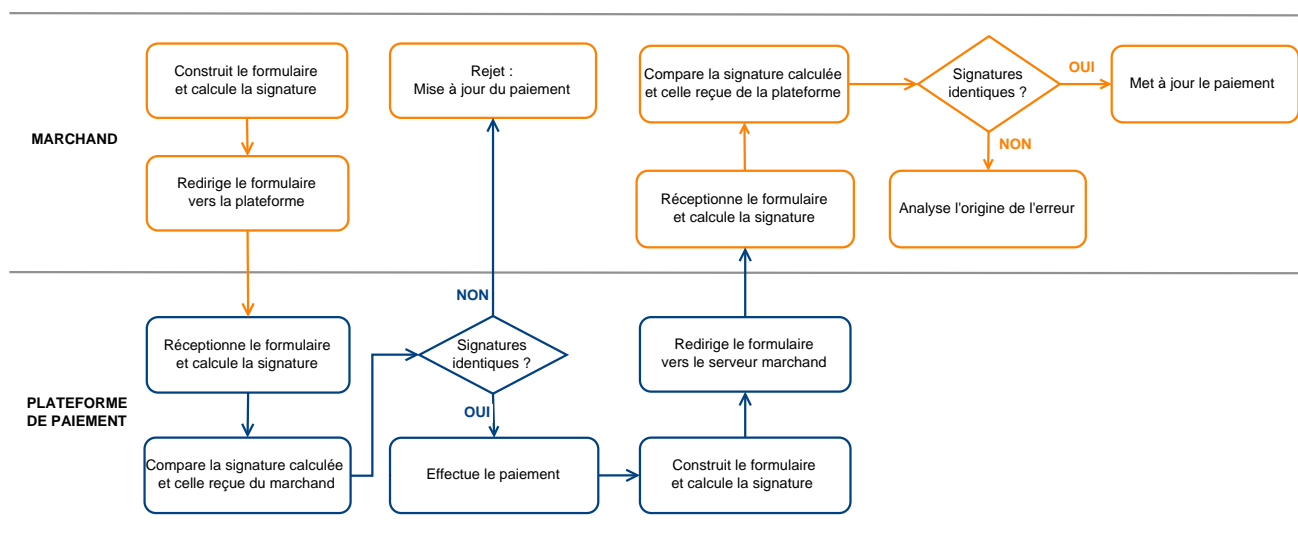 MARCHAND
Construit le formulaire
et calcule la signature
Redirige le formulaire
vers la plateforme
Rejet :
Mise à jour du paiement
Compare la signature calculée
et celle reçue de la plateforme
Signatures
identiques ?
OUI
Met à jour le paiement
NON
Réceptionne le formulaire
et calcule la signature
Analyse l'origine de l'erreur
PLATEFORME
DE PAIEMENT
Réceptionne le formulaire
et calcule la signature
Compare la signature calculée
et celle reçue du marchand
NON
Signatures
identiques ?
OUI
Effectue le paiement
Redirige le formulaire
vers le serveur marchand
Construit le formulaire
et calcule la signature